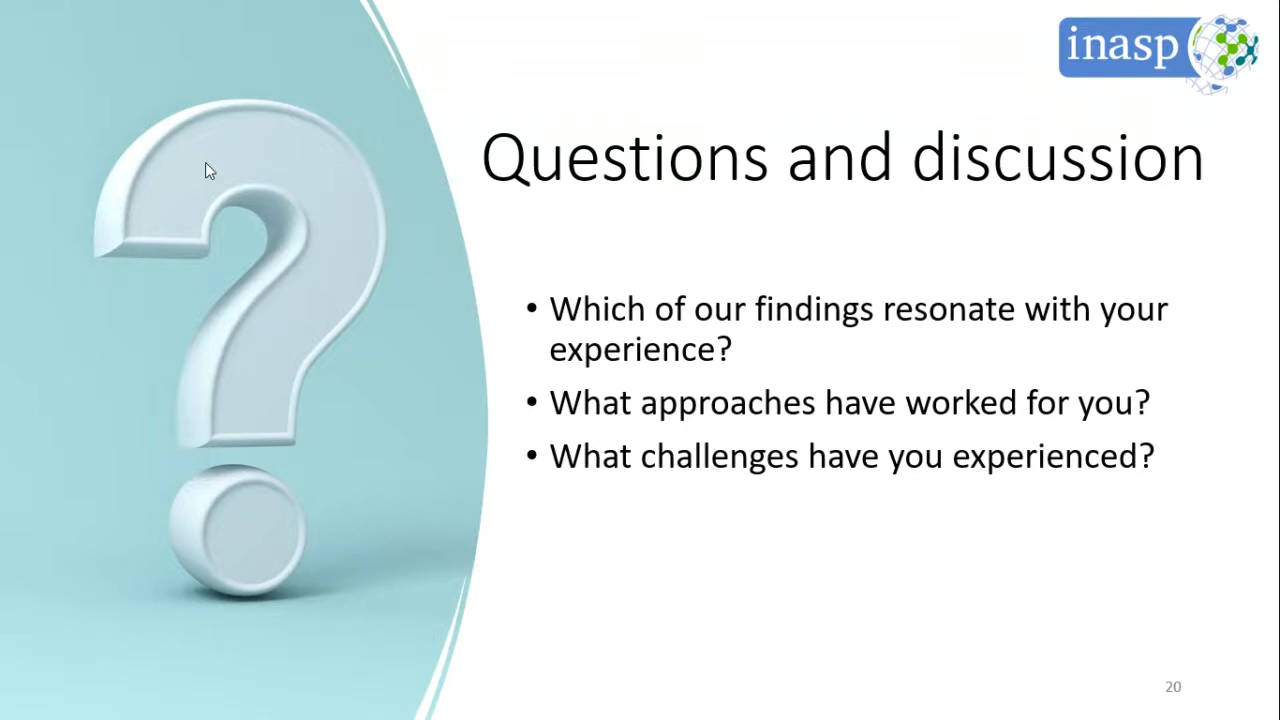 inasp
Questions and discussion
• Which of our findings resonate with your
experience?
• What approaches have worked for you?
• What challenges have you experienced?
20